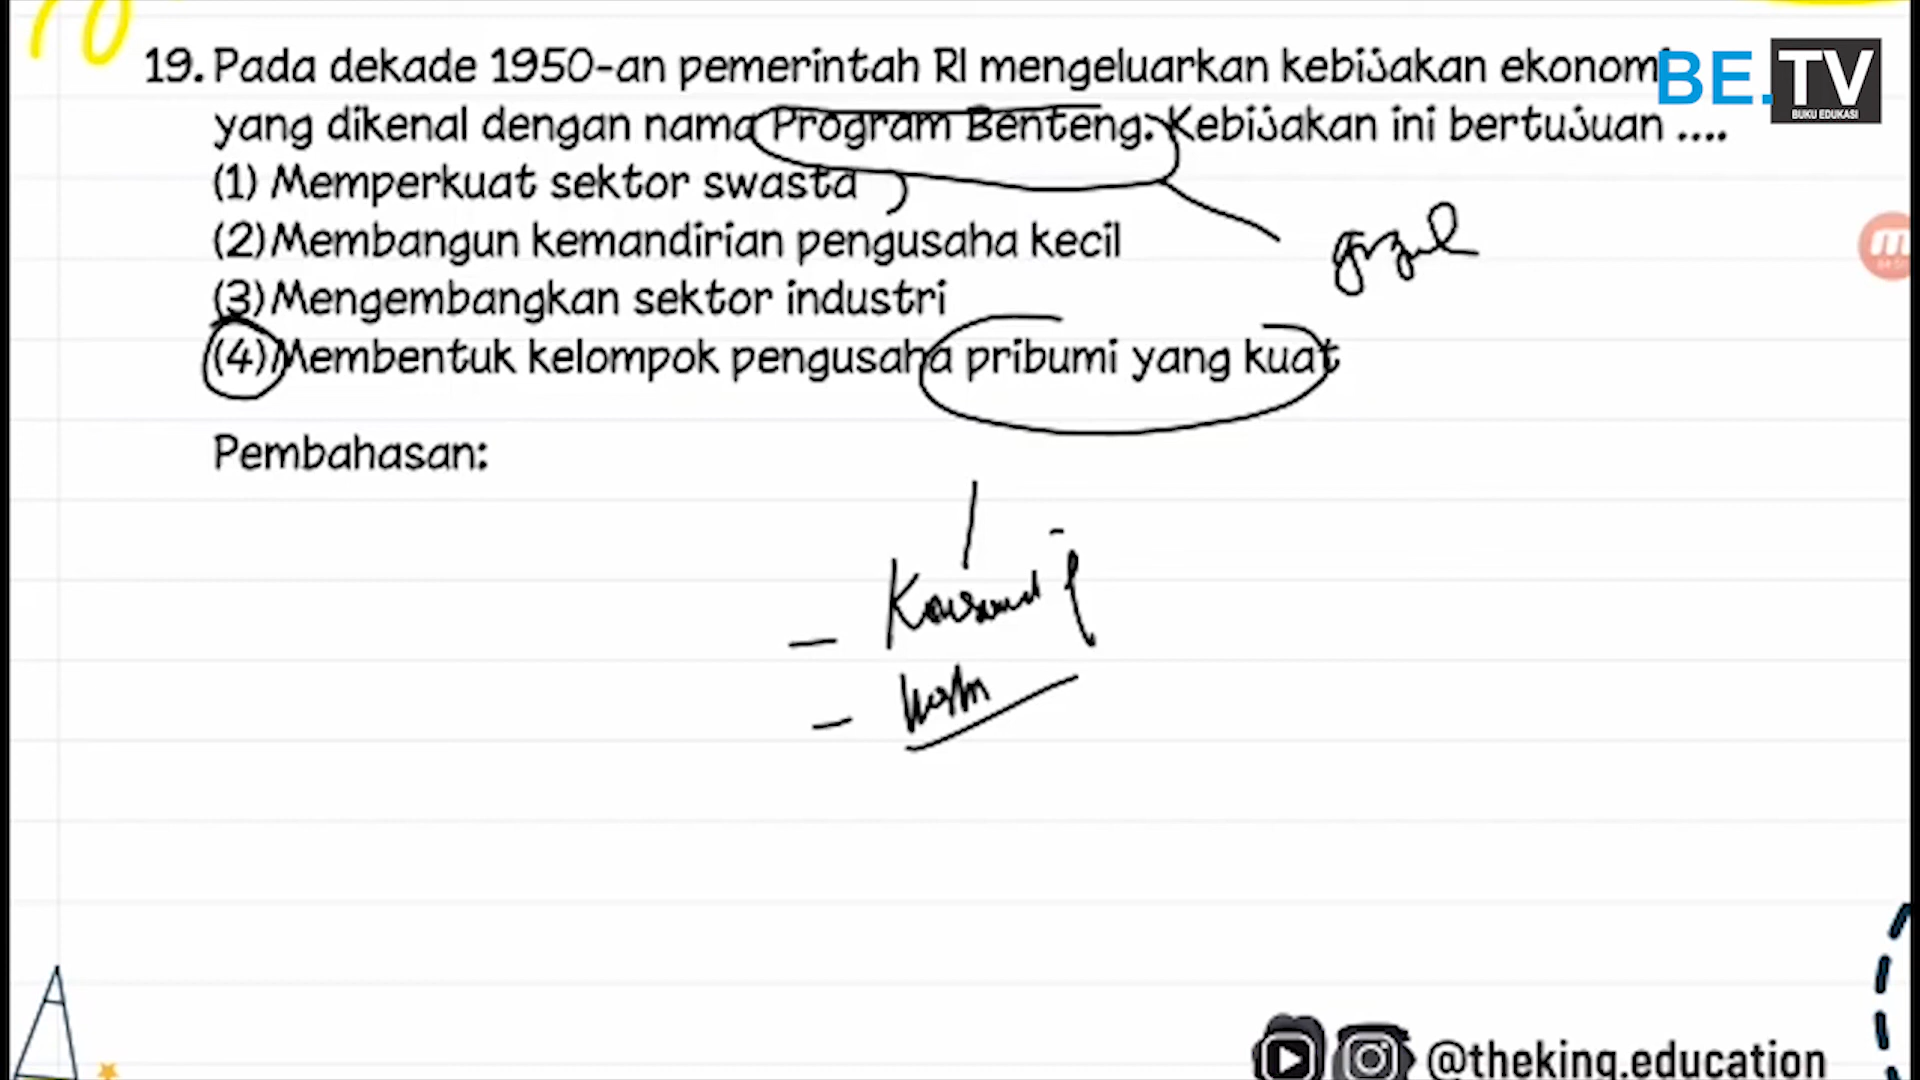 19. Pada dekade 1950-an pemerintah RI mengeluarkan kebijakan ekonomi
BE.TV
BUKU EDUKASI
yang dikenal dengan nama Program Benteng. Kebijakan ini bertujuan ....
(1) Memperkuat sektor swasta
(2) Membangun kemandirian pengusaha kecil
(3) Mengembangkan sektor industri
(4) Membentuk kelompok pengusaha pribumi yang kuat
Pembahasan:
@theking.education